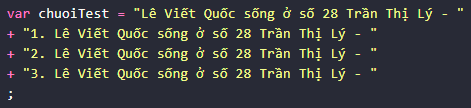 var chuoiTest = "Lê Viết Quốc sống ở số 28 Trần Thị Lý - "
+ "1. Lê Viết Quốc sống ở số 28 Trần Thị Lý - "
+ "2. Lê Viết Quốc sống ở số 28 Trần Thị Lý - "
+ "3. Lê Viết Quốc sống ở số 28 Trần Thị Lý - "
;